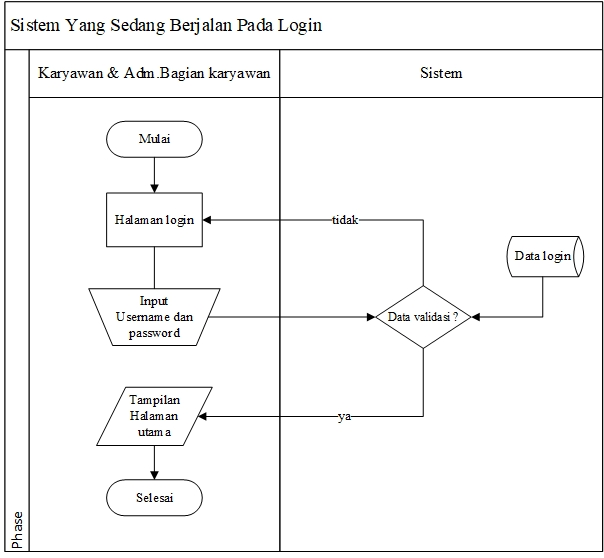 Sistem Yang Sedang Berjalan Pada Login
Karyawan & Adm.Bagian karyawan
Sistem
Mulai
Halaman login
tidak
Data login
Input
Username dan
password
Data validasi ?
Tampilan
Halaman
utama
ya
Selesai
Phase